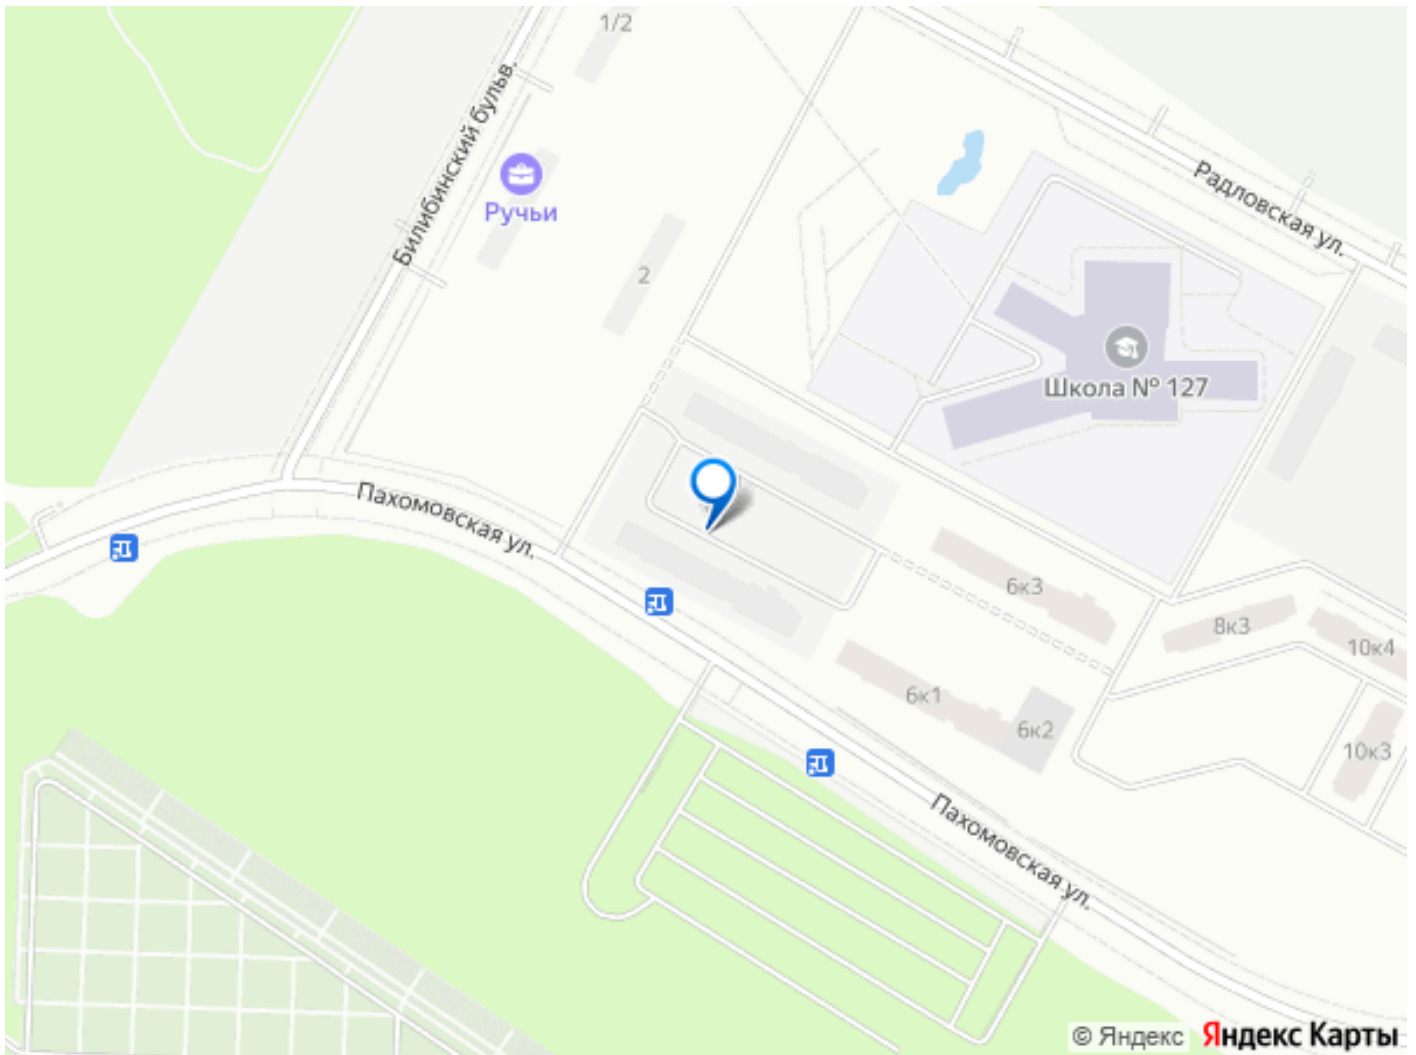 1/2
Билибинский бульв.
Ручьи
2
Радловская ул.
Школа № 127
Пахомовская ул.
6к3
8к3
10к4
6к1
6к2
10к3
Пахомовская ул.
© Яндекс Яндекс Карты